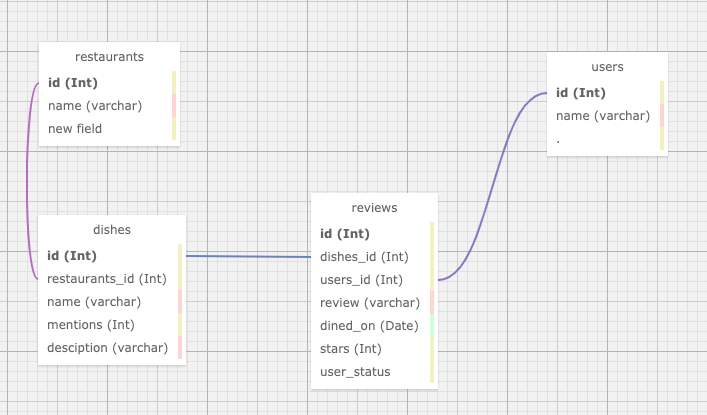 restaurants
id (Int)
name (varchar)
new field
users
id (Int)
name (varchar)
.
dishes
id (Int)
restaurants_id (Int)
name (varchar)
mentions (Int)
desciption (varchar)
reviews
id (Int)
dishes_id (Int)
users_id (Int)
review (varchar)
dined_on (Date)
stars (Int)
user_status